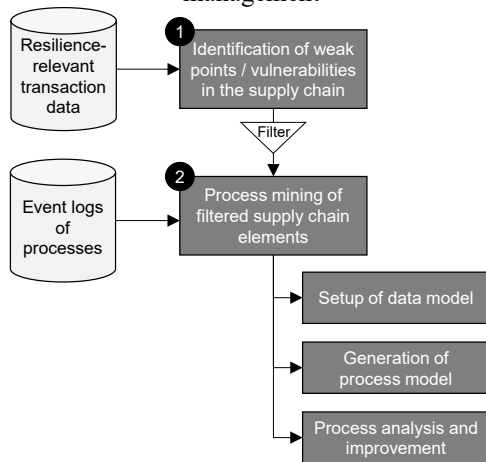 management
Resilience-
relevant
transaction
data
1
Identification of weak
points / vulnerabilities
in the supply chain
Filter
Event logs
of
processes
2
Process mining of
filtered supply chain
elements
Setup of data model
Generation of
process model
Process analysis and
improvement